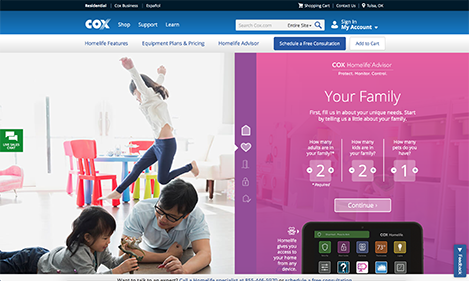 Residential Cox Business Español
Shopping Cart Contact Us Tulsa, OK
COX Shop Support Learn
Search Cox.com Entire Site
Sign In
My Account
Homelife Features Equipment Plans & Pricing Homelife Advisor Schedule a Free Consultation Add to Cart
COX Homelife Advisor
Protect. Monitor. Control.
Your Family
First, fill us in about your unique needs. Start
by telling us a little about your family.
How many
adults are in
your family?*
How many
kids are in
your family?
How many
pets do you
have?
2 2 1
* Required
Continue
LIVE SALES
CHAT
COX Homelife
Homelife
gives you
access to
your home
from any
device.
73°
Feedback
Want to talk to an expert? Call a Homelife specialist at
or schedule a free consultation.